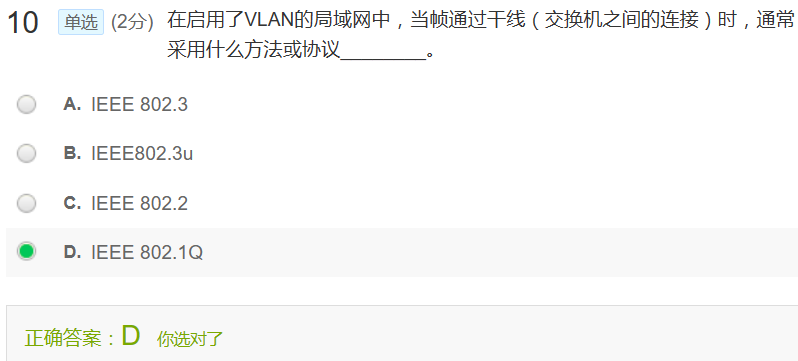 10 单选 (2分) 在启用了VLAN的局域网中，当帧通过干线（交换机之间的连接）时，通常
采用什么方法或协议_________。
A. IEEE 802.3
B. IEEE802.3u
C. IEEE 802.2
D. IEEE 802.1Q
正确答案：D 你选对了